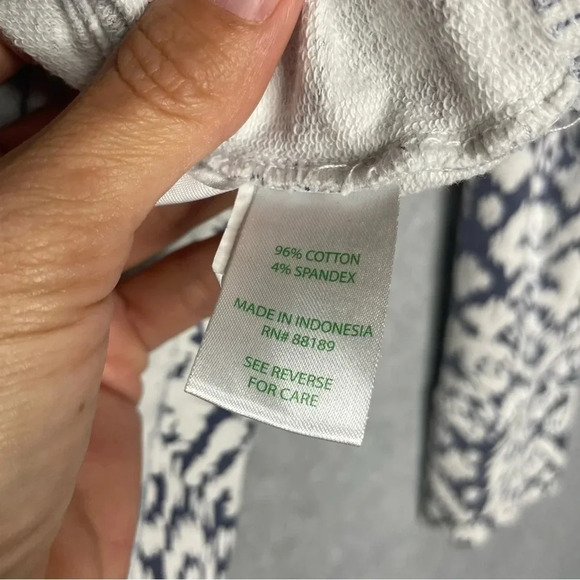 96% COTTON
4% SPANDEX
MADE IN INDONESIA
RN# 88189
SEE REVERSE
FOR CARE